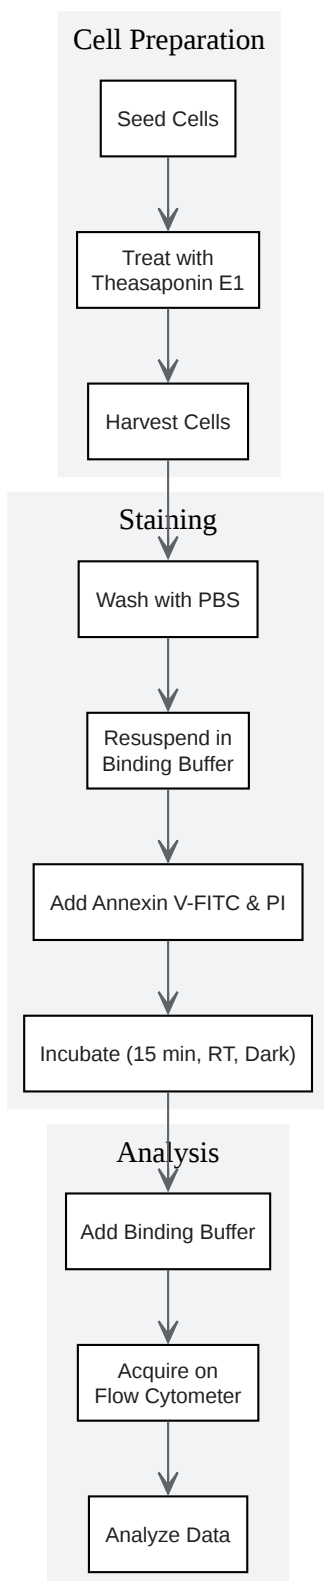 Cell Preparation
Seed Cells
Treat with
Theasaponin E1
Harvest Cells
Staining
Wash with PBS
Resuspend in
Binding Buffer
Add Annexin V-FITC & PI
Incubate (15 min, RT, Dark)
Analysis
Add Binding Buffer
Acquire on
Flow Cytometer
Analyze Data